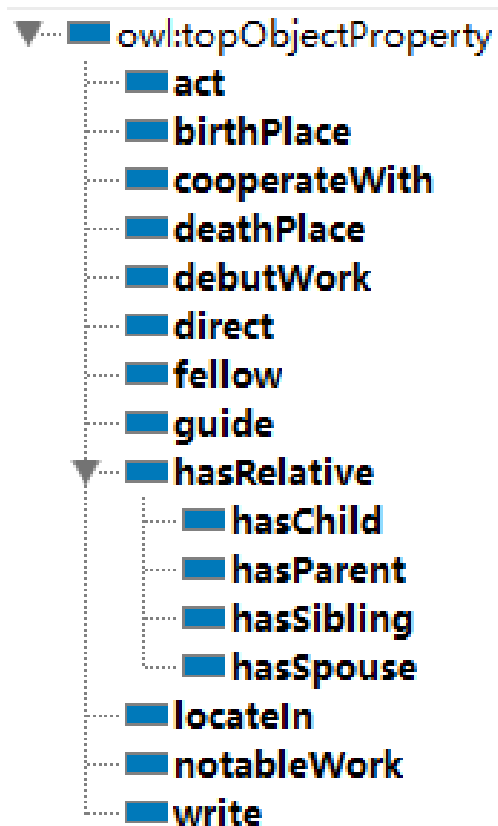 owl:topObjectProperty
act
birthPlace
cooperateWith
deathPlace
debutWork
direct
fellow
guide
hasRelative
hasChild
hasParent
hasSibling
hasSpouse
locateIn
notableWork
write